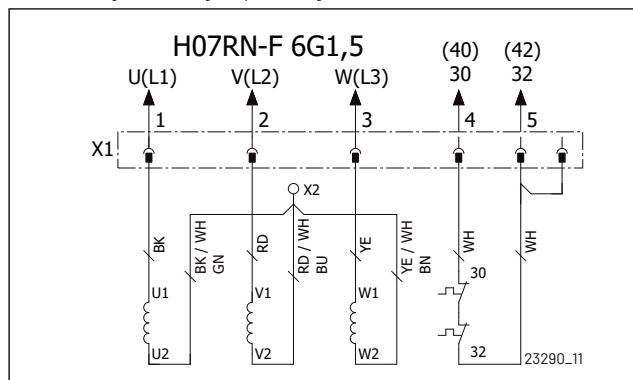 H07RN-F 6G1,5
(40) (42)
U(L1) V(L2) W(L3) 30 32
1 2 3 4 5
X1
X2
BK
BK / WH
GN
RD
RD / WH
BU
YE
YE / WH
BN
WH
WH
U1 V1 W1 30
U2 V2 W2 32
23290_11